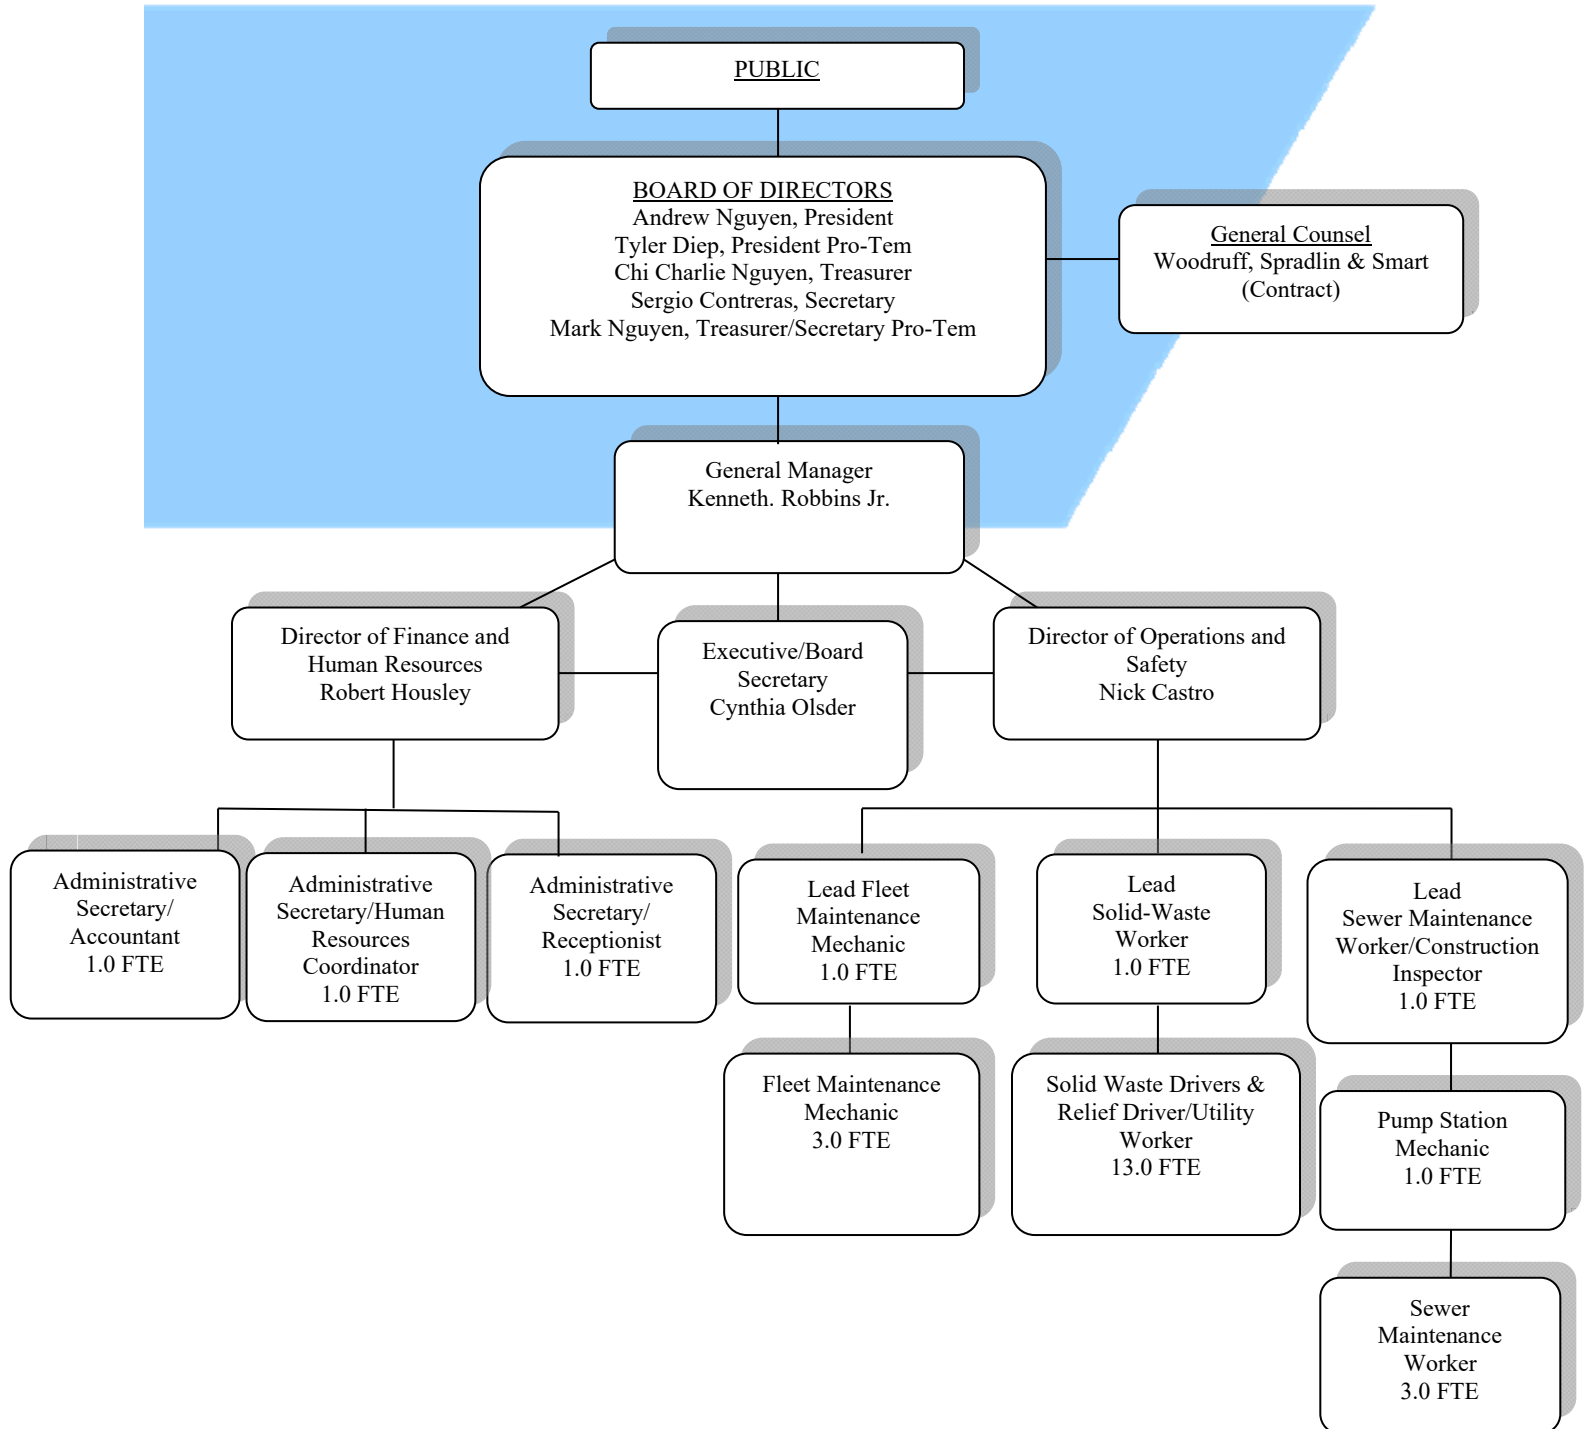 PUBLIC
BOARD OF DIRECTORS
Andrew Nguyen, President
Tyler Diep, President Pro-Tem
Chi Charlie Nguyen, Treasurer
Sergio Contreras, Secretary
Mark Nguyen, Treasurer/Secretary Pro-Tem
General Counsel
Woodruff, Spradlin & Smart
(Contract)
General Manager
Kenneth. Robbins Jr.
Director of Finance and
Human Resources
Robert Housley
Executive/Board
Secretary
Cynthia Olsder
Director of Operations and
Safety
Nick Castro
Administrative
Secretary/
Accountant
1.0 FTE
Administrative
Secretary/Human
Resources
Coordinator
1.0 FTE
Administrative
Secretary/
Receptionist
1.0 FTE
Lead Fleet
Maintenance
Mechanic
1.0 FTE
Lead
Solid-Waste
Worker
1.0 FTE
Lead
Sewer Maintenance
Worker/Construction
Inspector
1.0 FTE
Fleet Maintenance
Mechanic
3.0 FTE
Solid Waste Drivers &
Relief Driver/Utility
Worker
13.0 FTE
Pump Station
Mechanic
1.0 FTE
Sewer
Maintenance
Worker
3.0 FTE